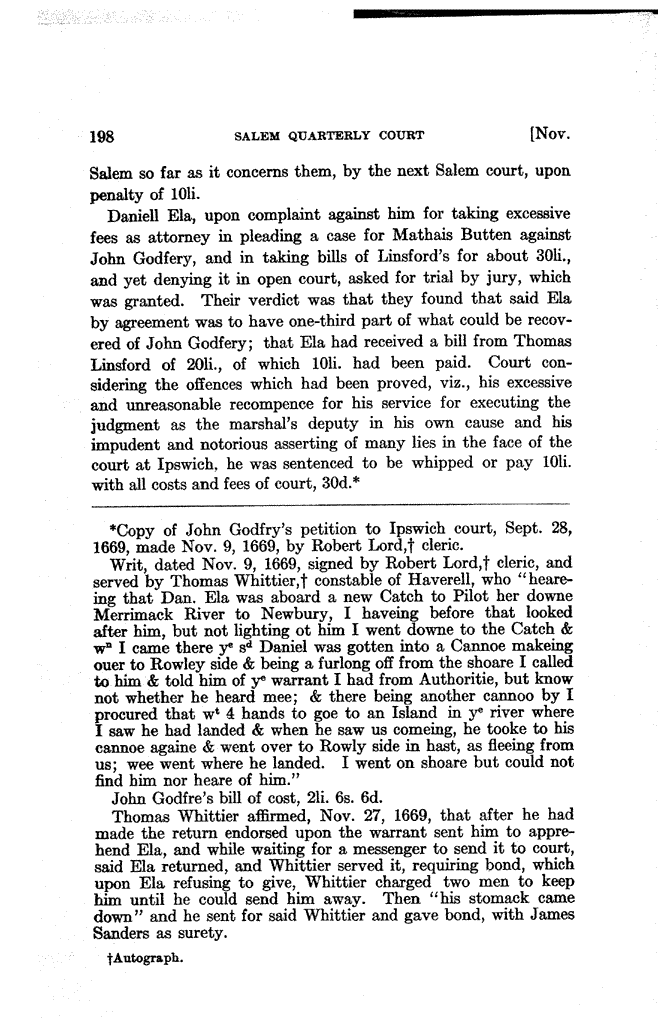 198 SALEM QUARTERLY COURT [Nov.
Salem so far as it concerns them, by the next Salem court, upon
penalty of 10li.
Daniell Ela, upon complaint against him for taking excessive
fees as attorney in pleading a case for Mathais Butten against
John Godfery, and in taking bills of Linsford's for about 30li.,
and yet denying it in open court, asked for trial by jury, which
was granted. Their verdict was that they found that said Ela
by agreement was to have one-third part of what could be recov-
ered of John Godfery; that Ela had received a bill from Thomas
Linsford of 20li., of which 10li. had been paid. Court con-
sidering the offences which had been proved, viz., his excessive
and unreasonable recompence for his service for executing the
judgment as the marshal's deputy in his own cause and his
impudent and notorious asserting of many lies in the face of the
court at Ipswich, he was sentenced to be whipped or pay 10li.
with all costs and fees of court, 30d.*
*Copy of John Godfry's petition to Ipswich court, Sept. 28,
1669, made Nov. 9, 1669, by Robert Lord,† cleric.
Writ, dated Nov. 9, 1669, signed by Robert Lord,† cleric, and
served by Thomas Whittier,† constable of Haverell, who "heare-
ing that Dan. Ela was aboard a new Catch to Pilot her downe
Merrimack River to Newbury, I haveing before that looked
after him, but not lighting ot him I went downe to the Catch &
wⁿ I came there yᵉ sᵈ Daniel was gotten into a Cannoe makeing
ouer to Rowley side & being a furlong off from the shoare I called
to him & told him of yᵉ warrant I had from Authoritie, but know
not whether he heard mee; & there being another cannoo by I
procured that wᵗ 4 hands to goe to an Island in yᵉ river where
I saw he had landed & when he saw us comeing, he tooke to his
cannoe againe & went over to Rowly side in hast, as fleeing from
us; wee went where he landed. I went on shoare but could not
find him nor heare of him."
John Godfre's bill of cost, 2li. 6s. 6d.
Thomas Whittier affirmed, Nov. 27, 1669, that after he had
made the return endorsed upon the warrant sent him to appre-
hend Ela, and while waiting for a messenger to send it to court,
said Ela returned, and Whittier served it, requiring bond, which
upon Ela refusing to give, Whittier charged two men to keep
him until he could send him away. Then "his stomack came
down" and he sent for said Whittier and gave bond, with James
Sanders as surety.
†Autograph.